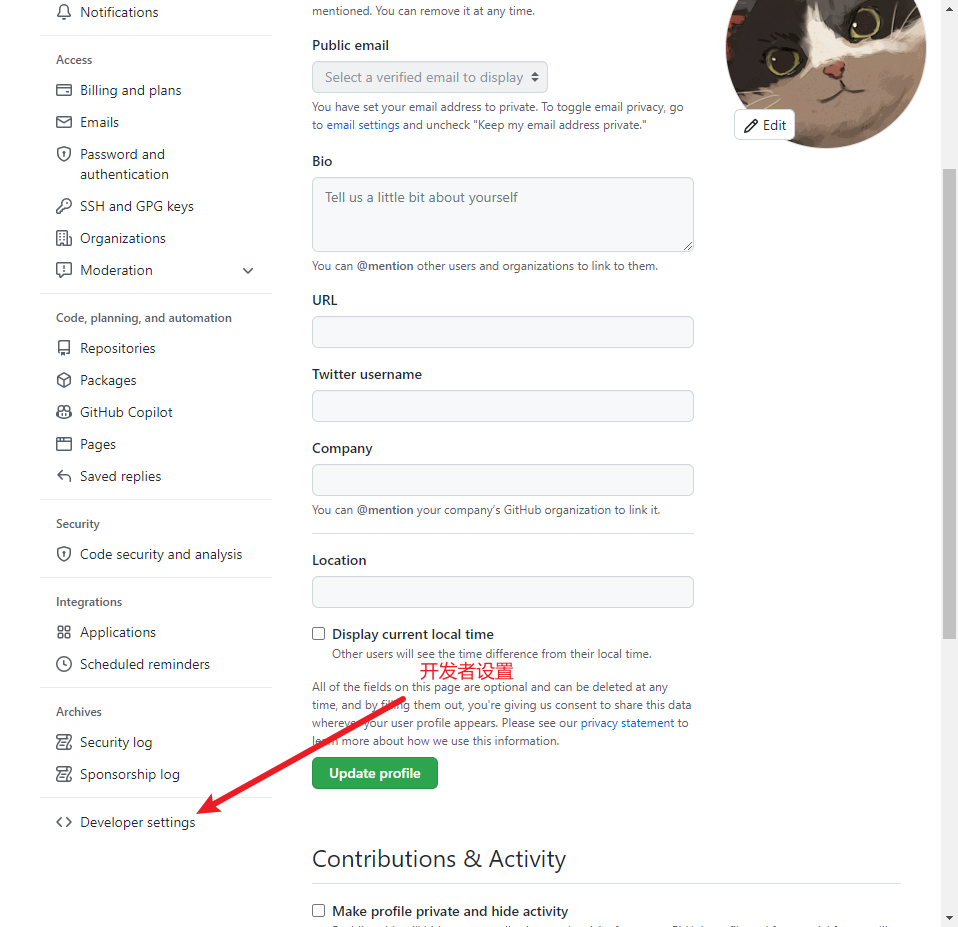 Notifications
Access
Billing and plans
Emails
Password and
authentication
SSH and GPG keys
Organizations
Moderation
Code, planning, and automation
Repositories
Packages
GitHub Copilot
Pages
Saved replies
Security
Code security and analysis
Integrations
Applications
Scheduled reminders
Archives
Security log
Sponsorship log
Developer settings
mentioned. You can remove it at any time.
Public email
Select a verified email to display
You have set your email address to private. To toggle email privacy, go
to email settings and uncheck "Keep my email address private."
Bio
Tell us a little bit about yourself
You can @mention other users and organizations to link to them.
URL
Twitter username
Company
You can @mention your company's GitHub organization to link it.
Location
Display current local time
Other users will see the time difference from their local time.
开发者设置
All of the fields on this page are optional and can be deleted at any
time, and by filling them out, you're giving us consent to share this data
wherever your user profile appears. Please see our privacy statement to
learn more about how we use this information.
Update profile
Contributions & Activity
Make profile private and hide activity
Edit